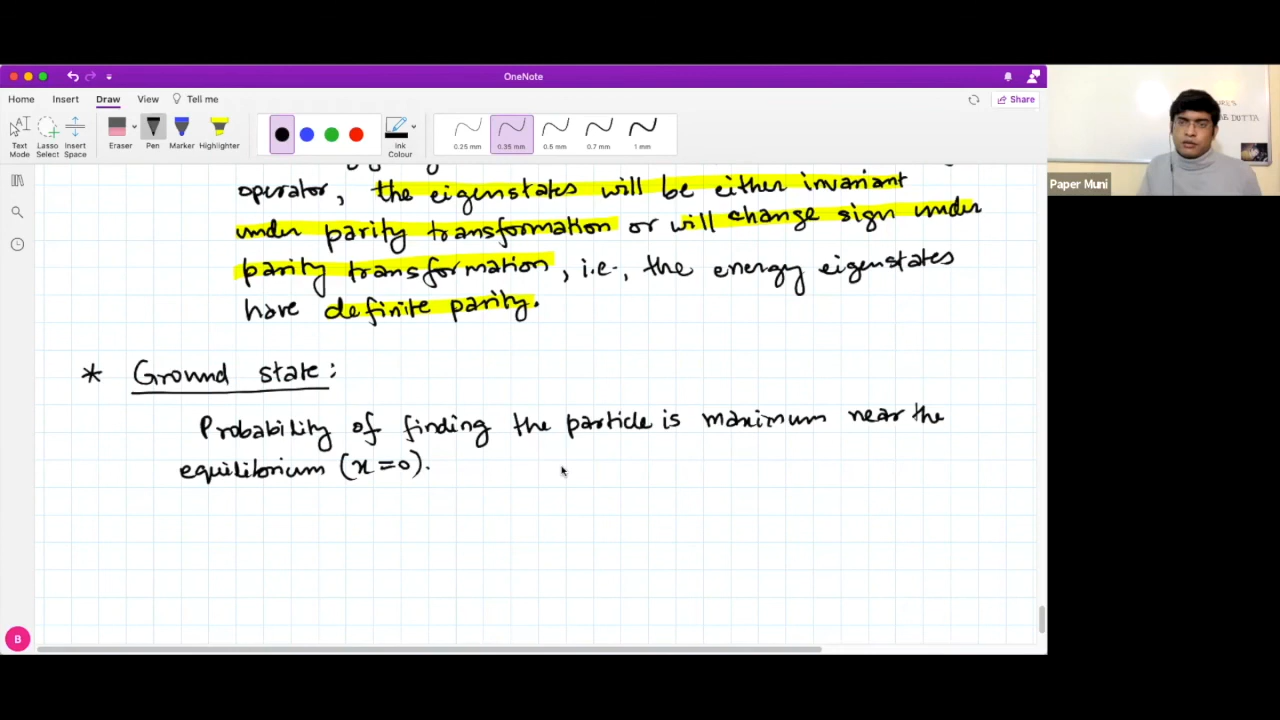 OneNote
Home Insert Draw View Tell me
Share
Text Mode
Lasso Select
Insert Space
Eraser
Pen
Marker
Highlighter
Ink Colour
0.25 mm 0.35 mm 0.5 mm 0.7 mm 1 mm
operator, the eigenstates will be either invariant
under parity transformation or will change sign under
parity transformation, i.e., the energy eigenstates
have definite parity.
* Ground state:
Probability of finding the particle is maximum near the
equilibrium (x=0).
B
Paper Muni